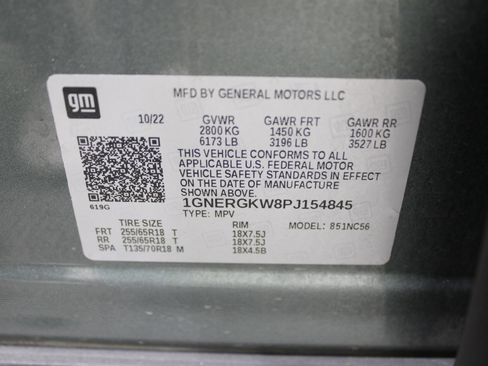 gm
MFD BY GENERAL MOTORS LLC
10/22 GVWR GAWR FRT GAWR RR
2800 KG 1450 KG 1600 KG
6173 LB 3196 LB 3527 LB
THIS VEHICLE CONFORMS TO ALL
APPLICABLE U.S. FEDERAL MOTOR
VEHICLE SAFETY STANDARDS IN EFFECT
ON THE DATE OF MANUFACTURE
SHOWN ABOVE.
619G 1GNERGKW8PJ154845
TYPE: MPV MODEL: 851NC56
TIRE SIZE RIM
FRT 255/65R18 T 18X7.5J
RR 255/65R18 T 18X7.5J
SPA T135/70R18 M 18X4.5B